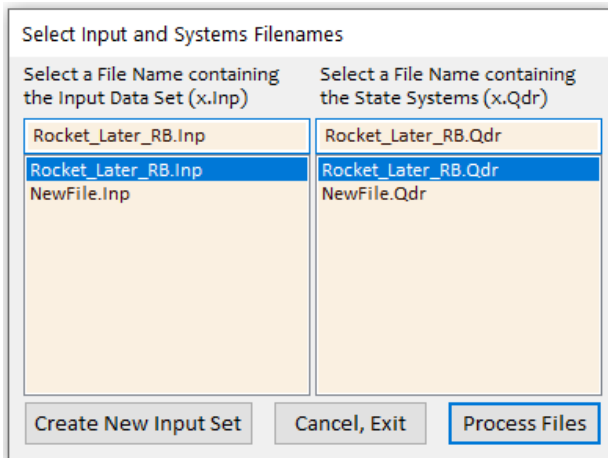 Select Input and Systems Filenames
Select a File Name containing
the Input Data Set (x.Inp)
Rocket_Later_RB.Inp
Rocket_Later_RB.Inp
NewFile.Inp
Select a File Name containing
the State Systems (x.Qdr)
Rocket_Later_RB.Qdr
Rocket_Later_RB.Qdr
NewFile.Qdr
Create New Input Set
Cancel, Exit
Process Files